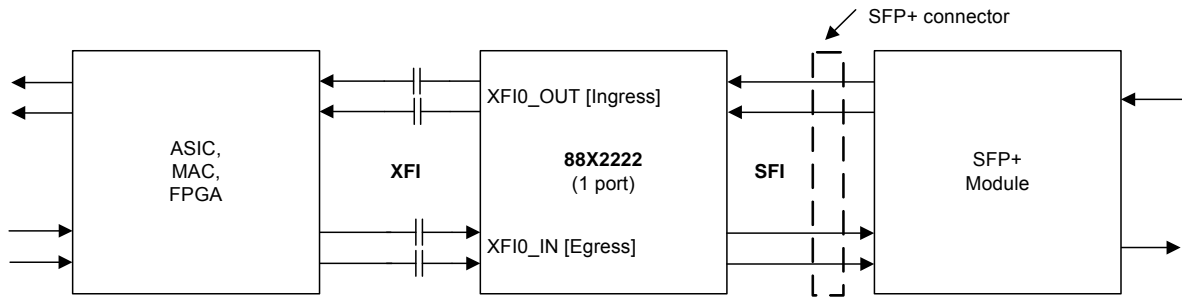 SFP+ connector
XFI0_OUT [Ingress]
ASIC,
MAC,
FPGA
XFI
88X2222
(1 port)
SFI
SFP+
Module
XFI0_IN [Egress]